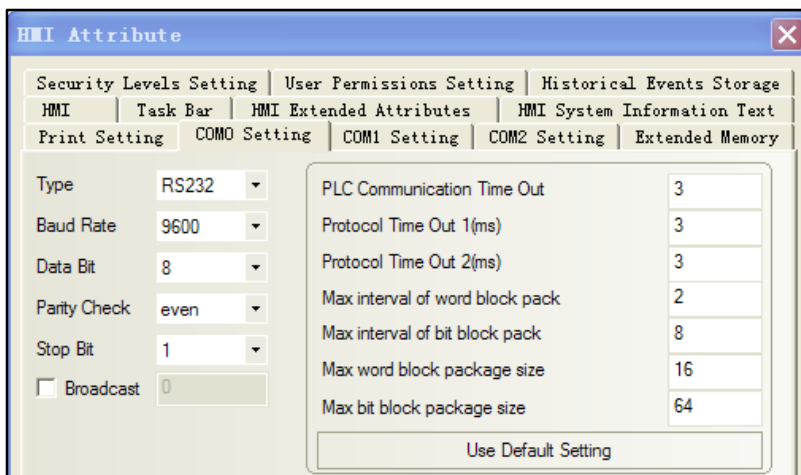 HMI Attribute
Security Levels Setting User Permissions Setting Historical Events Storage
HMI Task Bar HMI Extended Attributes HMI System Information Text
Print Setting COM0 Setting COM1 Setting COM2 Setting Extended Memory
Type RS232
Baud Rate 9600
Data Bit 8
Parity Check even
Stop Bit 1
Broadcast 0
PLC Communication Time Out 3
Protocol Time Out 1(ms) 3
Protocol Time Out 2(ms) 3
Max interval of word block pack 2
Max interval of bit block pack 8
Max word block package size 16
Max bit block package size 64
Use Default Setting